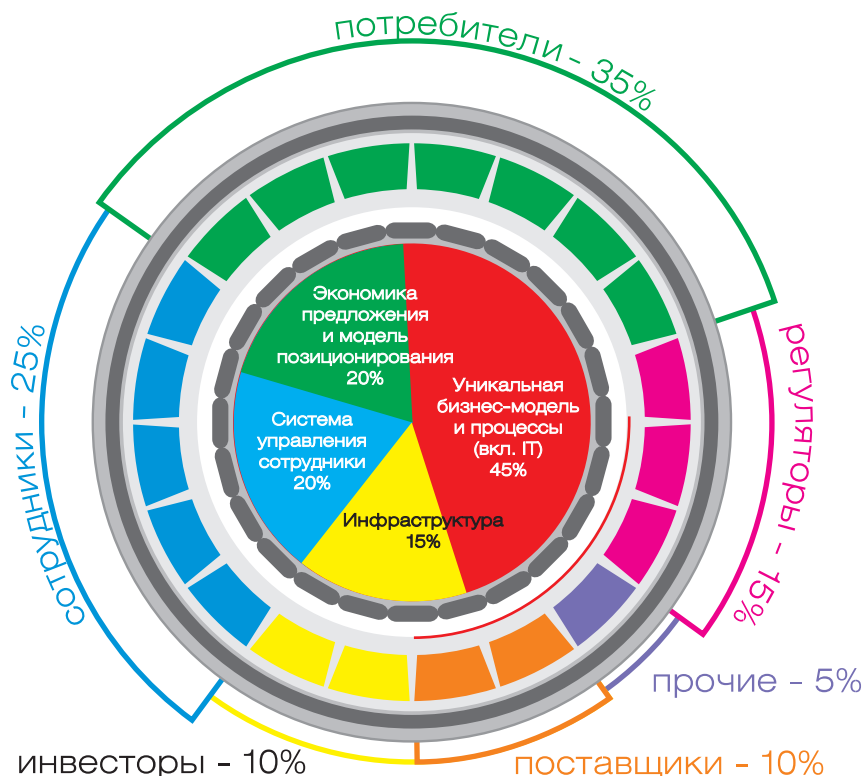 потребители - 35%
сотрудники - 25%
регуляторы - 15%
Экономика
предложения
и модель
позиционирования
20%
Уникальная
бизнес-модель
и процессы
(вкл. IT)
45%
Система
управления
сотрудники
20%
Инфраструктура
15%
прочие - 5%
инвесторы - 10%
поставщики - 10%